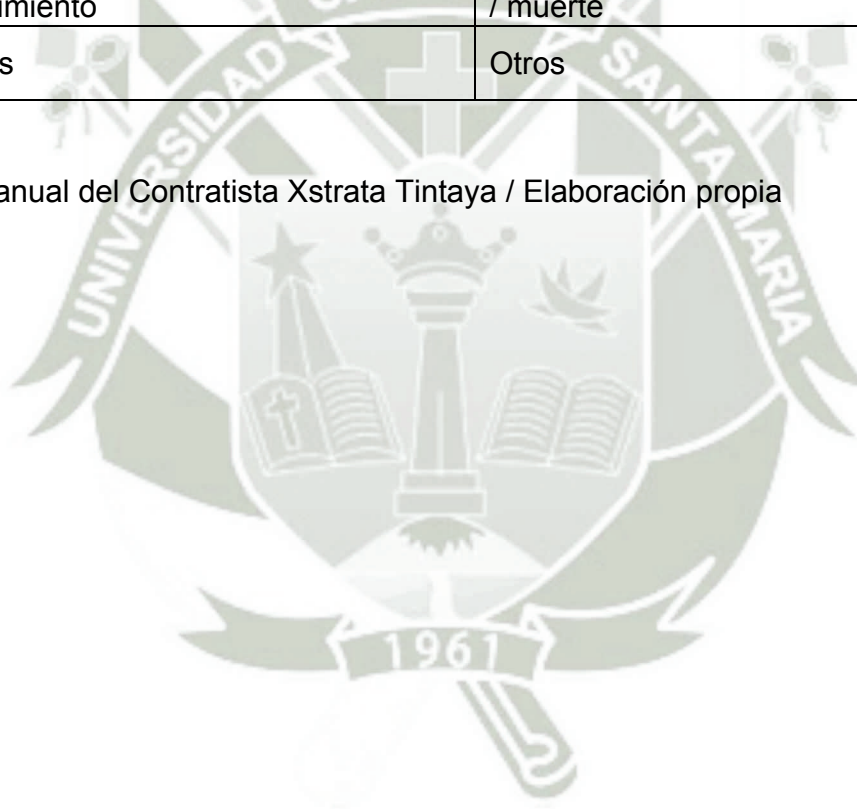 imiento / muerte
s Otros
anual del Contratista Xstrata Tintaya / Elaboración propia
UNIVERSIDAD SANTA MARIA
1961